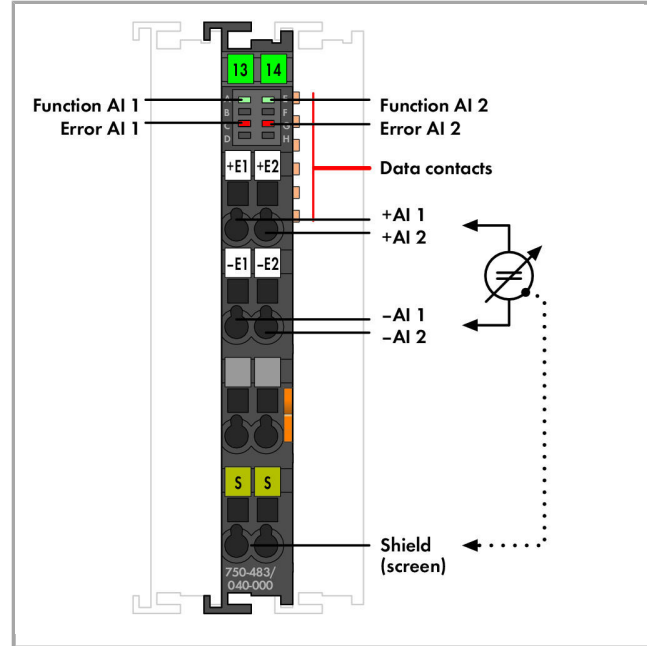 13 14
Function AI 1
Function AI 2
A
E
B
F
Error AI 1
Error AI 2
C
G
D
H
+E1 +E2
Data contacts
+AI 1
+AI 2
–E1 –E2
–AI 1
–AI 2
S S
Shield
(screen)
750-483/
040-000